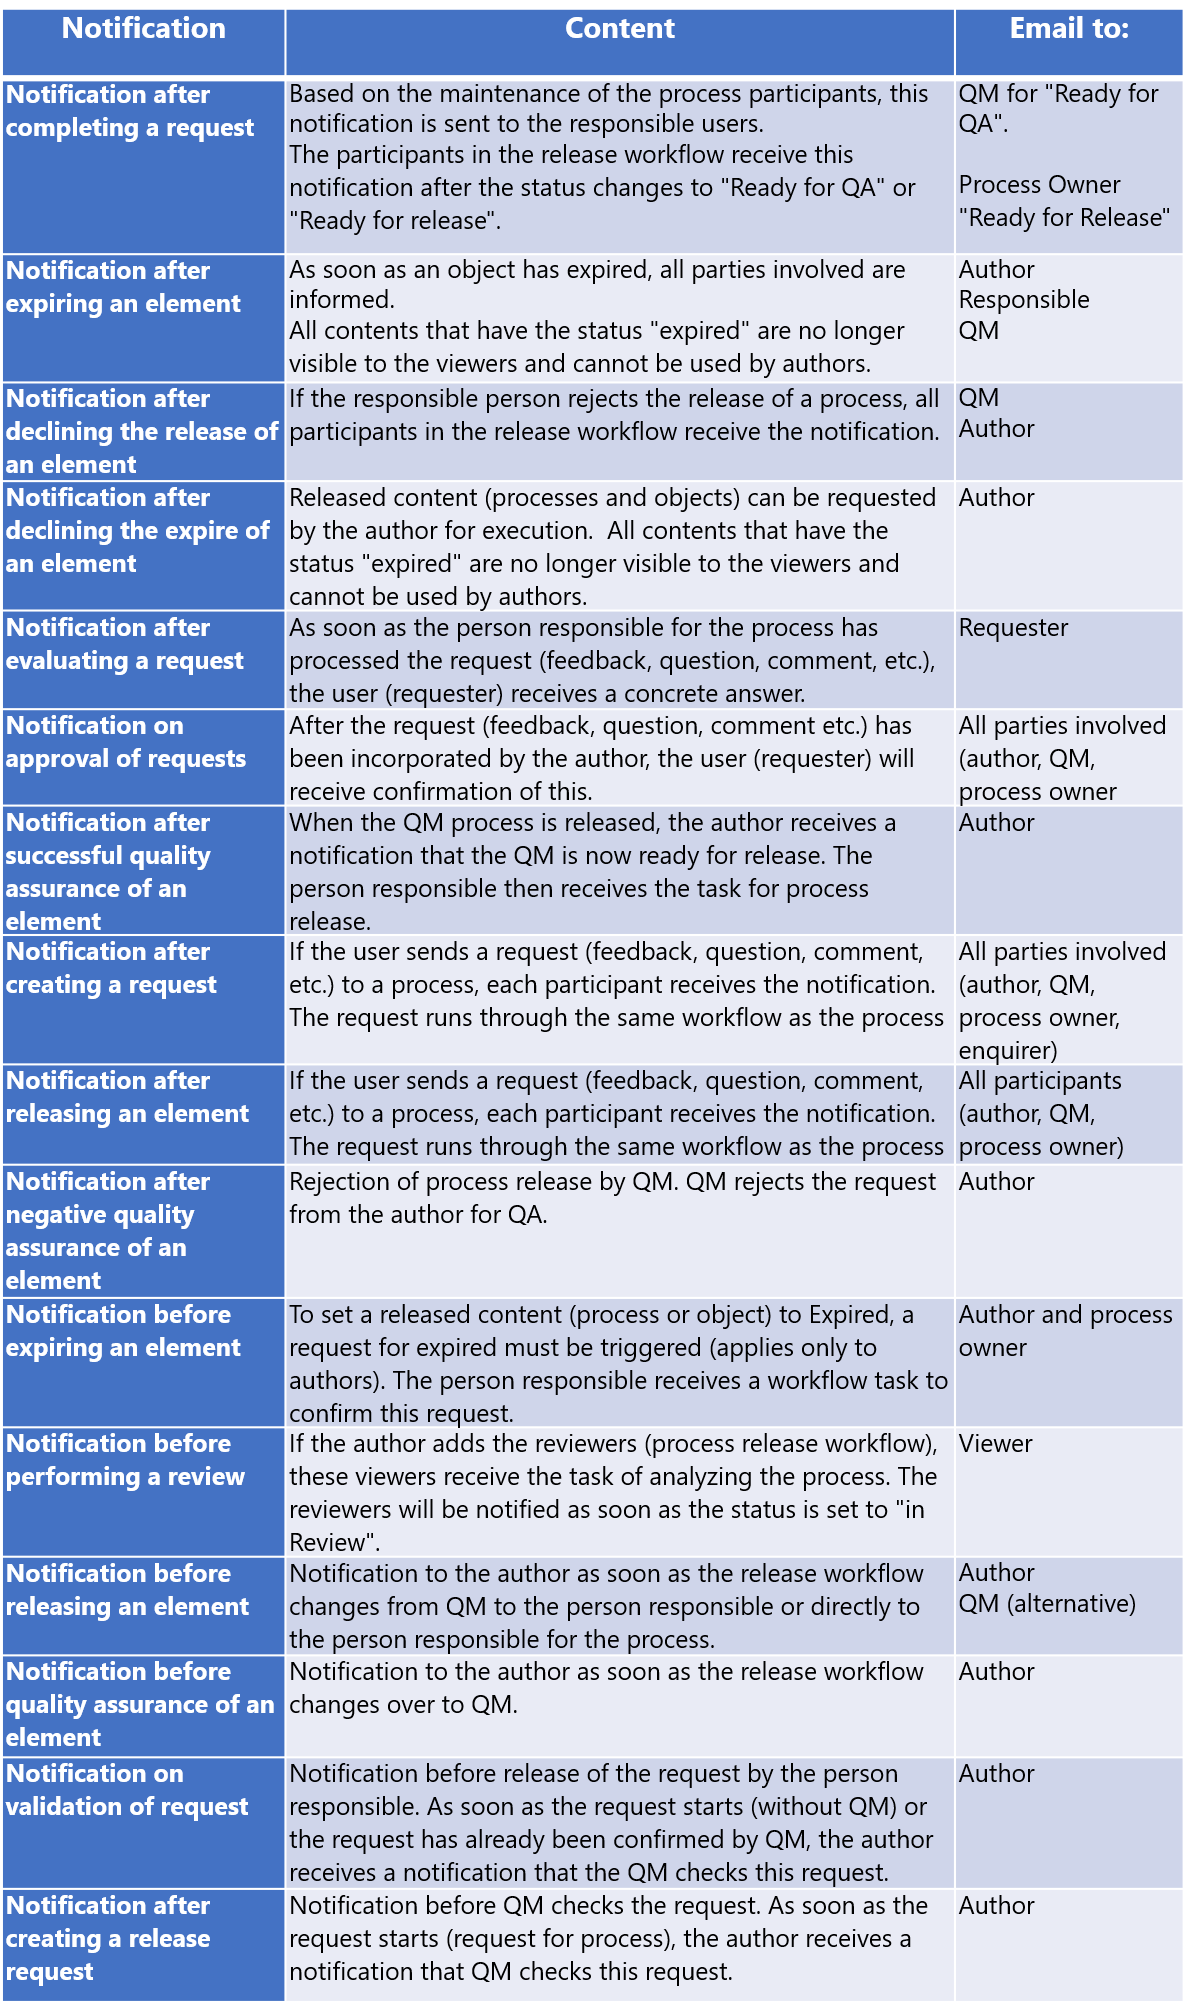 Notification
Content
Email to:
Notification after
completing a request
Based on the maintenance of the process participants, this
notification is sent to the responsible users.
The participants in the release workflow receive this
notification after the status changes to "Ready for QA" or
"Ready for release".
QM for "Ready for
QA".
Process Owner
"Ready for Release"
Notification after
expiring an element
As soon as an object has expired, all parties involved are
informed.
All contents that have the status "expired" are no longer
visible to the viewers and cannot be used by authors.
Author
Responsible
QM
Notification after
declining the release of
an element
If the responsible person rejects the release of a process, all
participants in the release workflow receive the notification.
QM
Author
Notification after
declining the expire of
an element
Released content (processes and objects) can be requested
by the author for execution.  All contents that have the
status "expired" are no longer visible to the viewers and
cannot be used by authors.
Author
Notification after
evaluating a request
As soon as the person responsible for the process has
processed the request (feedback, question, comment, etc.),
the user (requester) receives a concrete answer.
Requester
Notification on
approval of requests
After the request (feedback, question, comment etc.) has
been incorporated by the author, the user (requester) will
receive confirmation of this.
All parties involved
(author, QM,
process owner
Notification after
successful quality
assurance of an
element
When the QM process is released, the author receives a
notification that the QM is now ready for release. The
person responsible then receives the task for process
release.
Author
Notification after
creating a request
If the user sends a request (feedback, question, comment,
etc.) to a process, each participant receives the notification.
The request runs through the same workflow as the process
All parties involved
(author, QM,
process owner,
enquirer)
Notification after
releasing an element
If the user sends a request (feedback, question, comment,
etc.) to a process, each participant receives the notification.
The request runs through the same workflow as the process
All participants
(author, QM,
process owner)
Notification after
negative quality
assurance of an
element
Rejection of process release by QM. QM rejects the request
from the author for QA.
Author
Notification before
expiring an element
To set a released content (process or object) to Expired, a
request for expired must be triggered (applies only to
authors). The person responsible receives a workflow task to
confirm this request.
Author and process
owner
Notification before
performing a review
If the author adds the reviewers (process release workflow),
these viewers receive the task of analyzing the process. The
reviewers will be notified as soon as the status is set to "in
Review".
Viewer
Notification before
releasing an element
Notification to the author as soon as the release workflow
changes from QM to the person responsible or directly to
the person responsible for the process.
Author
QM (alternative)
Notification before
quality assurance of an
element
Notification to the author as soon as the release workflow
changes over to QM.
Author
Notification on
validation of request
Notification before release of the request by the person
responsible. As soon as the request starts (without QM) or
the request has already been confirmed by QM, the author
receives a notification that the QM checks this request.
Author
Notification after
creating a release
request
Notification before QM checks the request. As soon as the
request starts (request for process), the author receives a
notification that QM checks this request.
Author